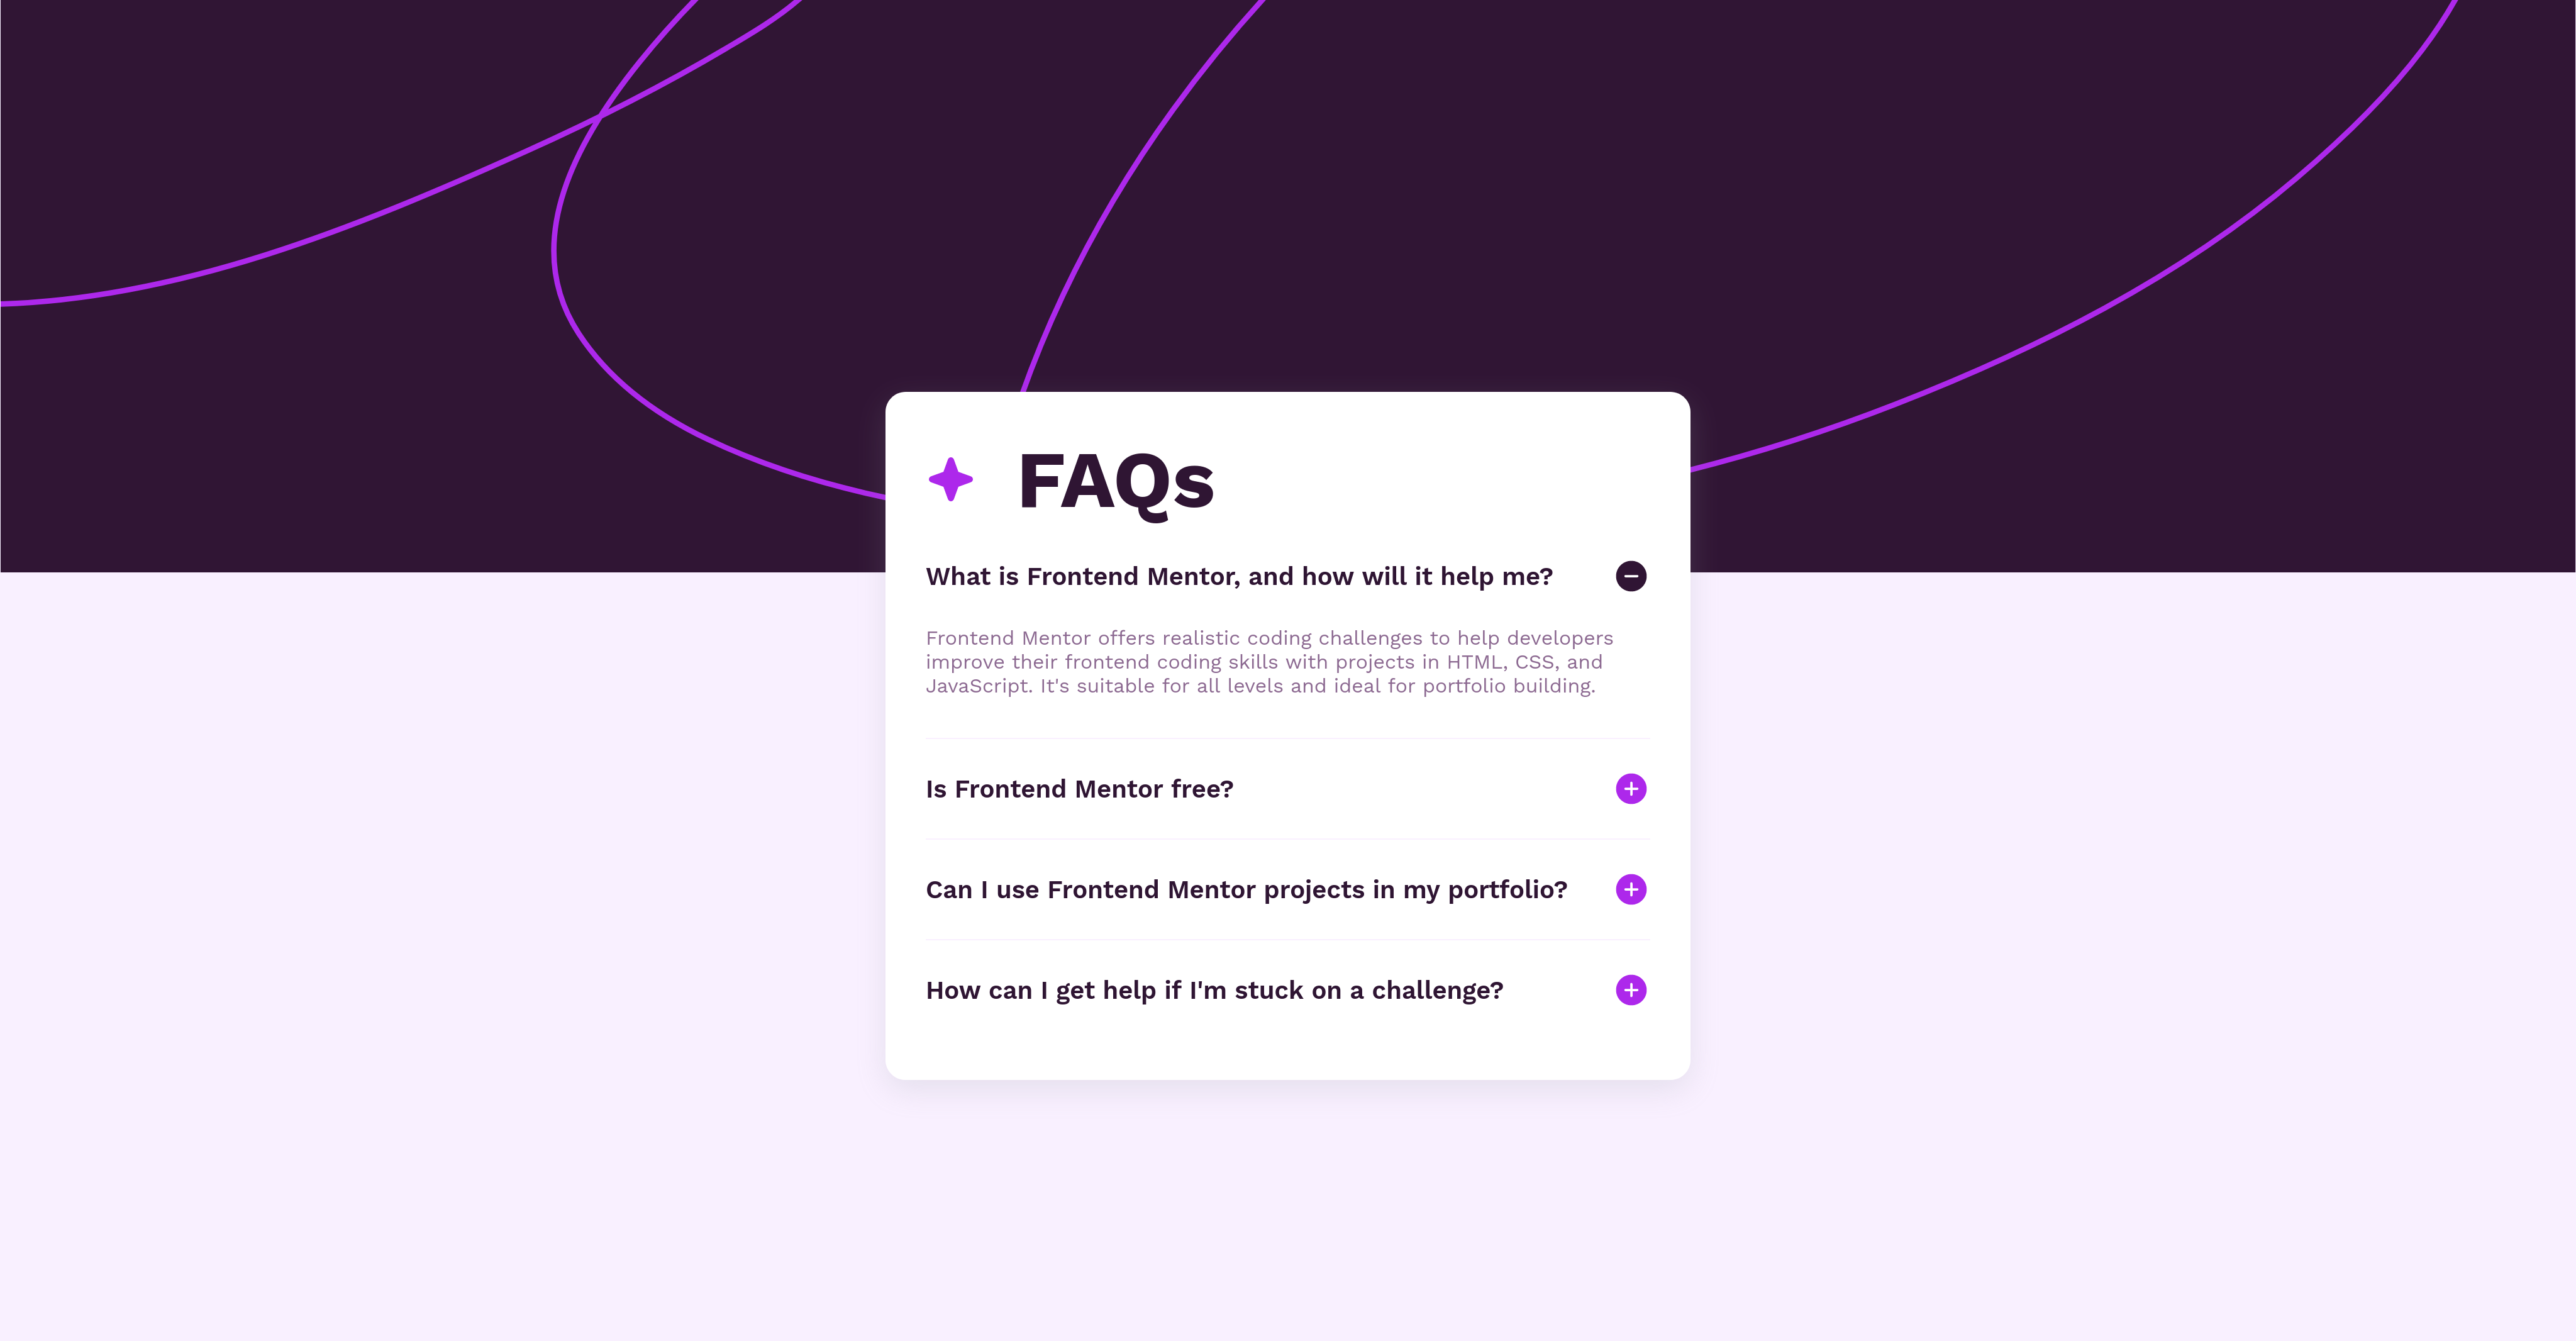 FAQs
What is Frontend Mentor, and how will it help me?
Frontend Mentor offers realistic coding challenges to help developers
improve their frontend coding skills with projects in HTML, CSS, and
JavaScript. It's suitable for all levels and ideal for portfolio building.
Is Frontend Mentor free?
Can I use Frontend Mentor projects in my portfolio?
How can I get help if I'm stuck on a challenge?